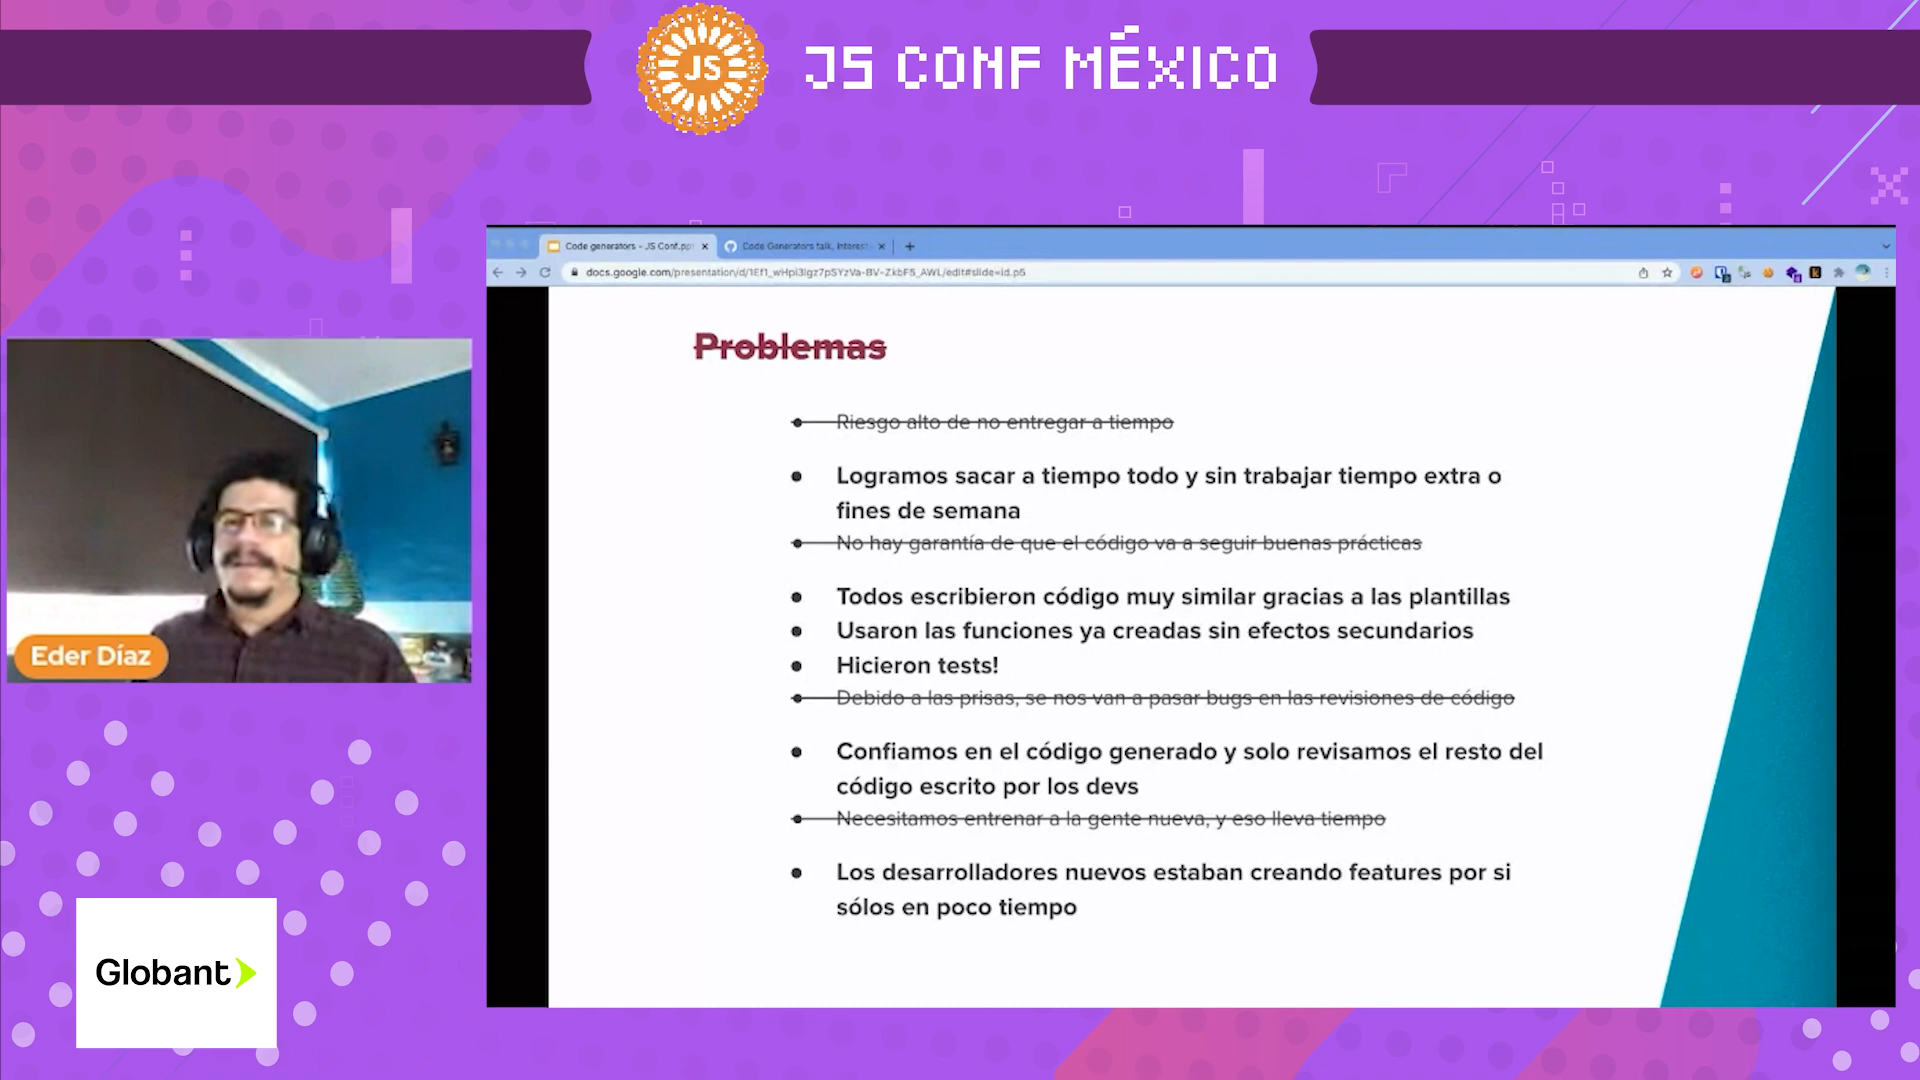 JS
JS CONF MÉXICO
Code generators - JS Conf.ppt
Code Generators talk, Interest
docs.google.com/presentation/d/1Ef1_wHpi3lgz7pSYzVa-BV-ZkbF5_AWL/edit#slide=id.p5
Problemas
Riesgo alto de no entregar a tiempo
Logramos sacar a tiempo todo y sin trabajar tiempo extra o
fines de semana
No hay garantía de que el código va a seguir buenas prácticas
Todos escribieron código muy similar gracias a las plantillas
Usaron las funciones ya creadas sin efectos secundarios
Hicieron tests!
Debido a las prisas, se nos van a pasar bugs en las revisiones de código
Confiamos en el código generado y solo revisamos el resto del
código escrito por los devs
Necesitamos entrenar a la gente nueva, y eso lleva tiempo
Los desarrolladores nuevos estaban creando features por si
sólos en poco tiempo
Eder Díaz
Globant